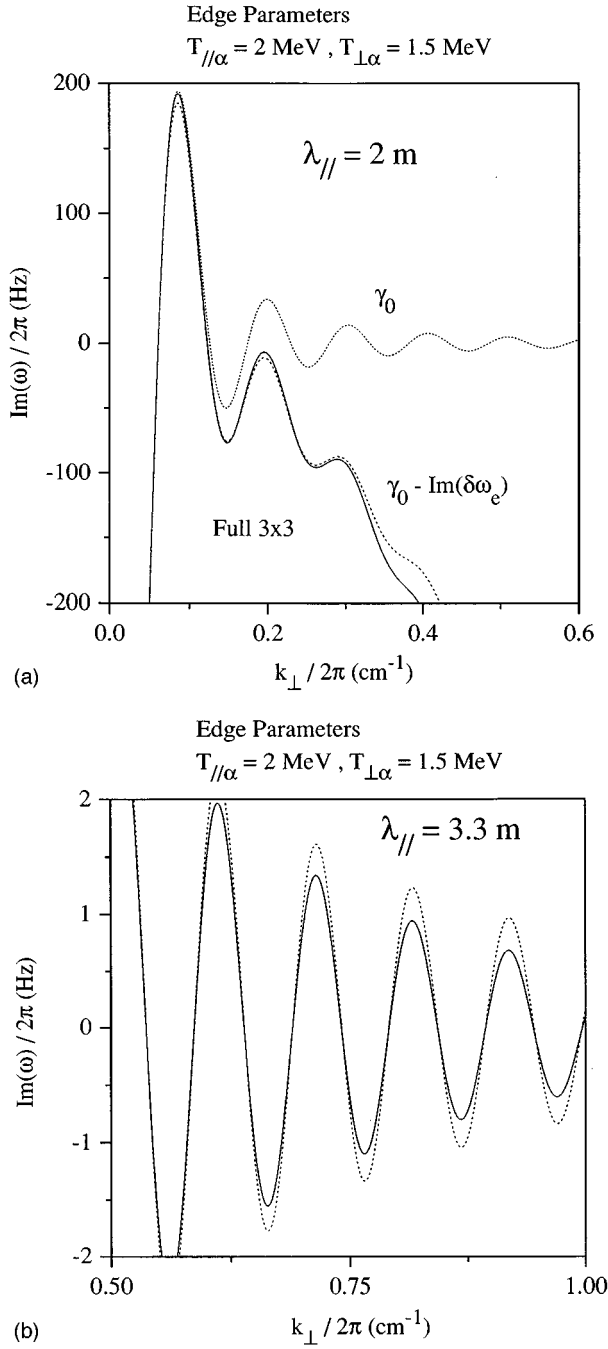 Edge Parameters
T//α = 2 MeV , T⊥α = 1.5 MeV
200
100
0
-100
-200
Im(ω) / 2π (Hz)
λ// = 2 m
γ0
γ0 - Im(δωe)
Full 3x3
0.0 0.2 0.4 0.6
k⊥ / 2π (cm-1)
(a)
Edge Parameters
T//α = 2 MeV , T⊥α = 1.5 MeV
2
1
0
-1
-2
Im(ω) / 2π (Hz)
λ// = 3.3 m
0.50 0.75 1.00
k⊥ / 2π (cm-1)
(b)